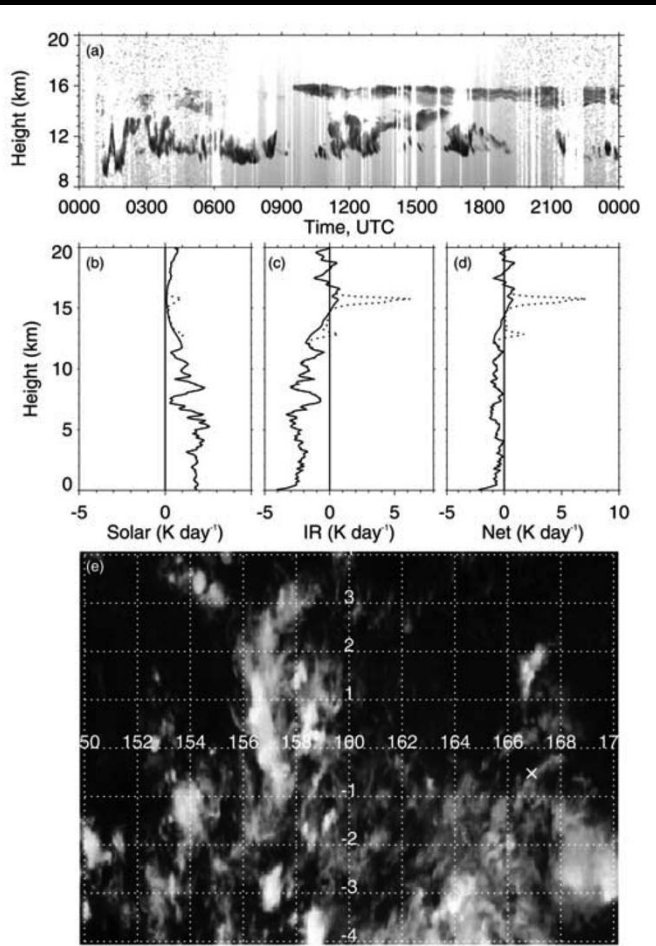 20
(a)
16
12
8
Height (km)
0000 0300 0600 0900 1200 1500 1800 2100 0000
Time, UTC
20
(b) (c) (d)
15
10
5
0
Height (km)
-5 0 -5 0 5 -5 0 5 10
Solar (K day⁻¹) IR (K day⁻¹) Net (K day⁻¹)
(e)
3
2
1
50 152 154 156 158 160 162 164 166 168 17
-1
-2
-3
-4